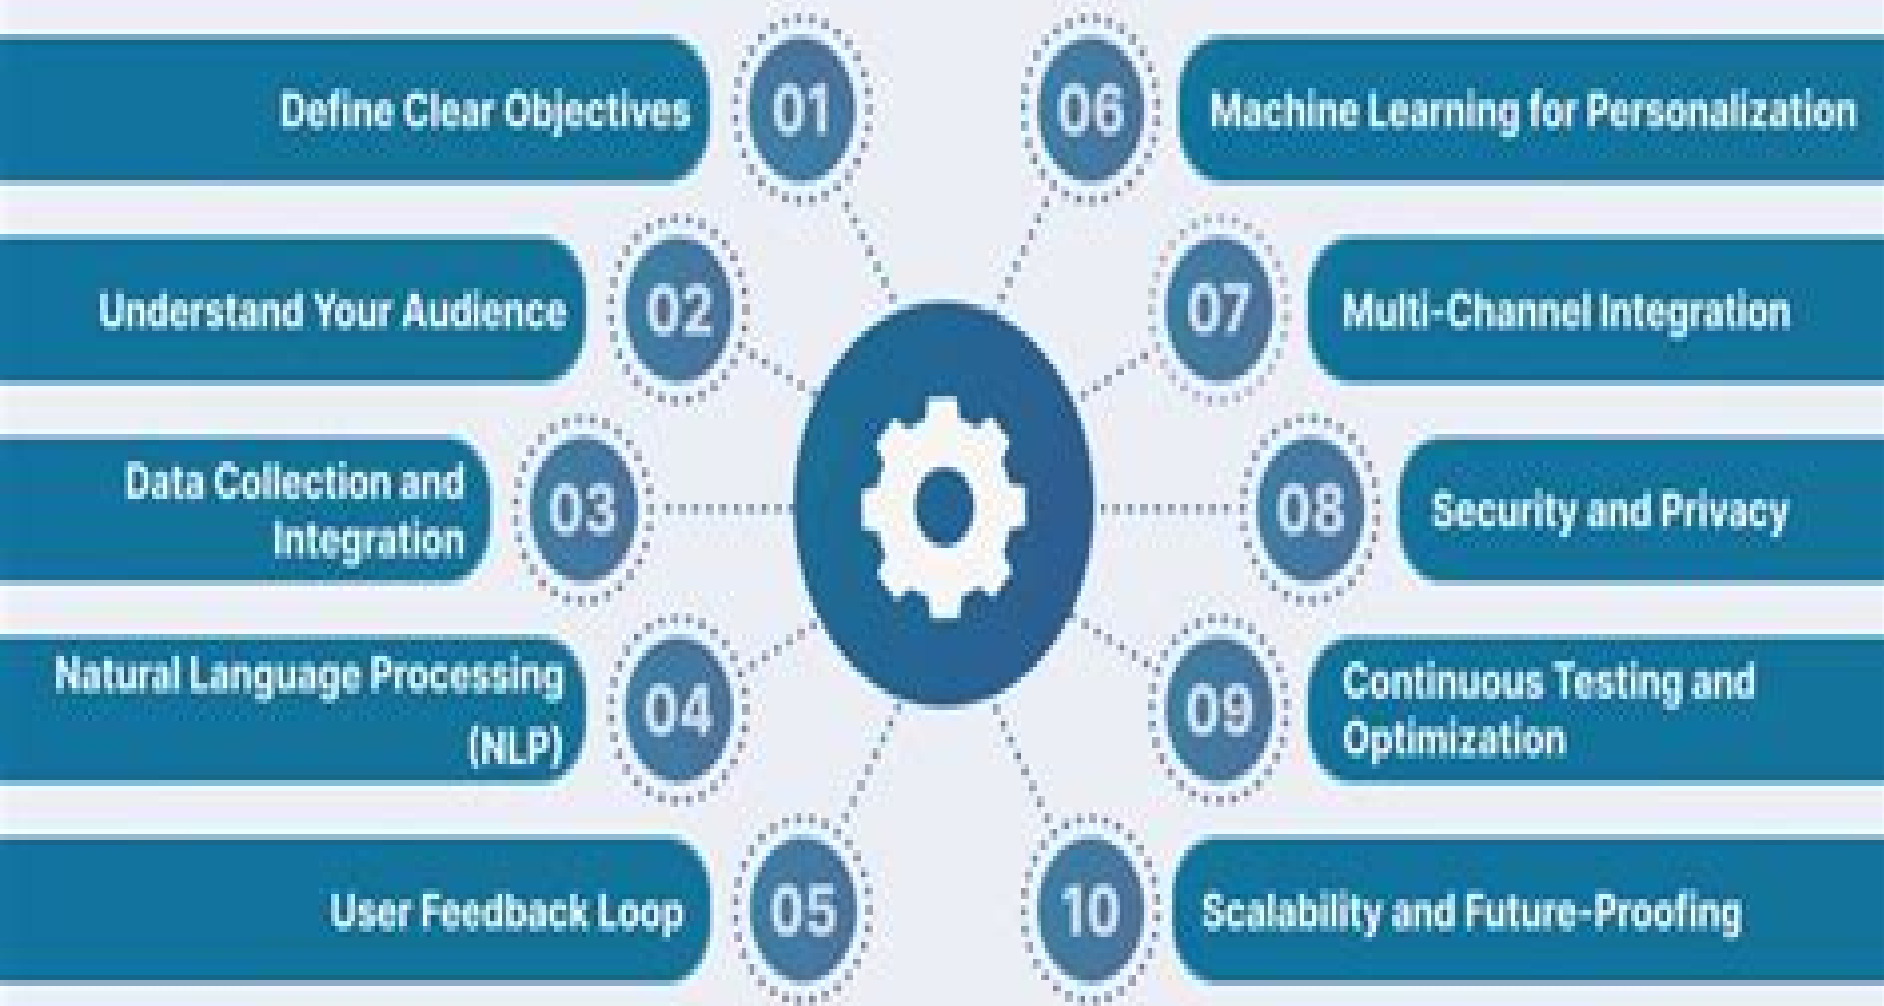 Define Clear Objectives
01
Understand Your Audience
02
Data Collection and
Integration
03
Natural Language Processing
(NLP)
04
User Feedback Loop
05
06
Machine Learning for Personalization
07
Multi-Channel Integration
08
Security and Privacy
09
Continuous Testing and
Optimization
10
Scalability and Future-Proofing